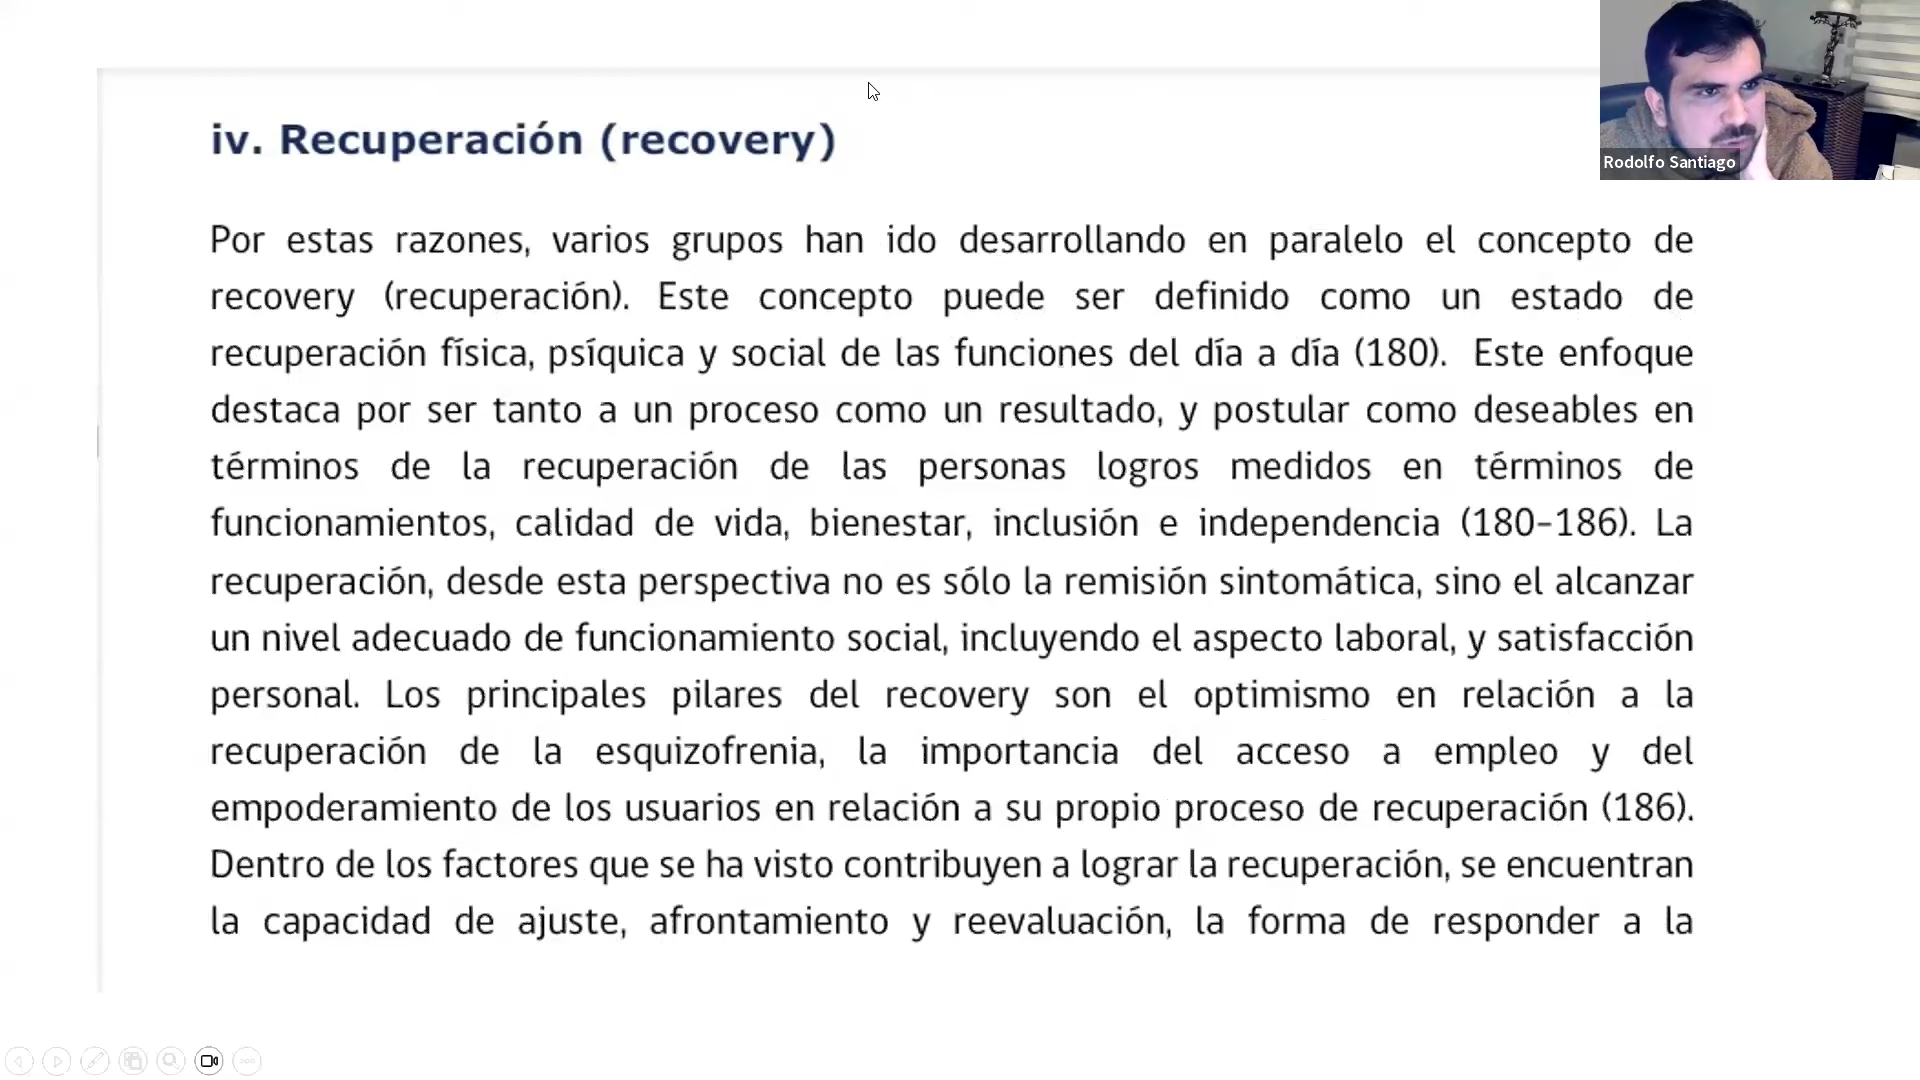 iv. Recuperación (recovery)
Rodolfo Santiago
Por estas razones, varios grupos han ido desarrollando en paralelo el concepto de
recovery (recuperación). Este concepto puede ser definido como un estado de
recuperación física, psíquica y social de las funciones del día a día (180). Este enfoque
destaca por ser tanto a un proceso como un resultado, y postular como deseables en
términos de la recuperación de las personas logros medidos en términos de
funcionamientos, calidad de vida, bienestar, inclusión e independencia (180-186). La
recuperación, desde esta perspectiva no es sólo la remisión sintomática, sino el alcanzar
un nivel adecuado de funcionamiento social, incluyendo el aspecto laboral, y satisfacción
personal. Los principales pilares del recovery son el optimismo en relación a la
recuperación de la esquizofrenia, la importancia del acceso a empleo y del
empoderamiento de los usuarios en relación a su propio proceso de recuperación (186).
Dentro de los factores que se ha visto contribuyen a lograr la recuperación, se encuentran
la capacidad de ajuste, afrontamiento y reevaluación, la forma de responder a la